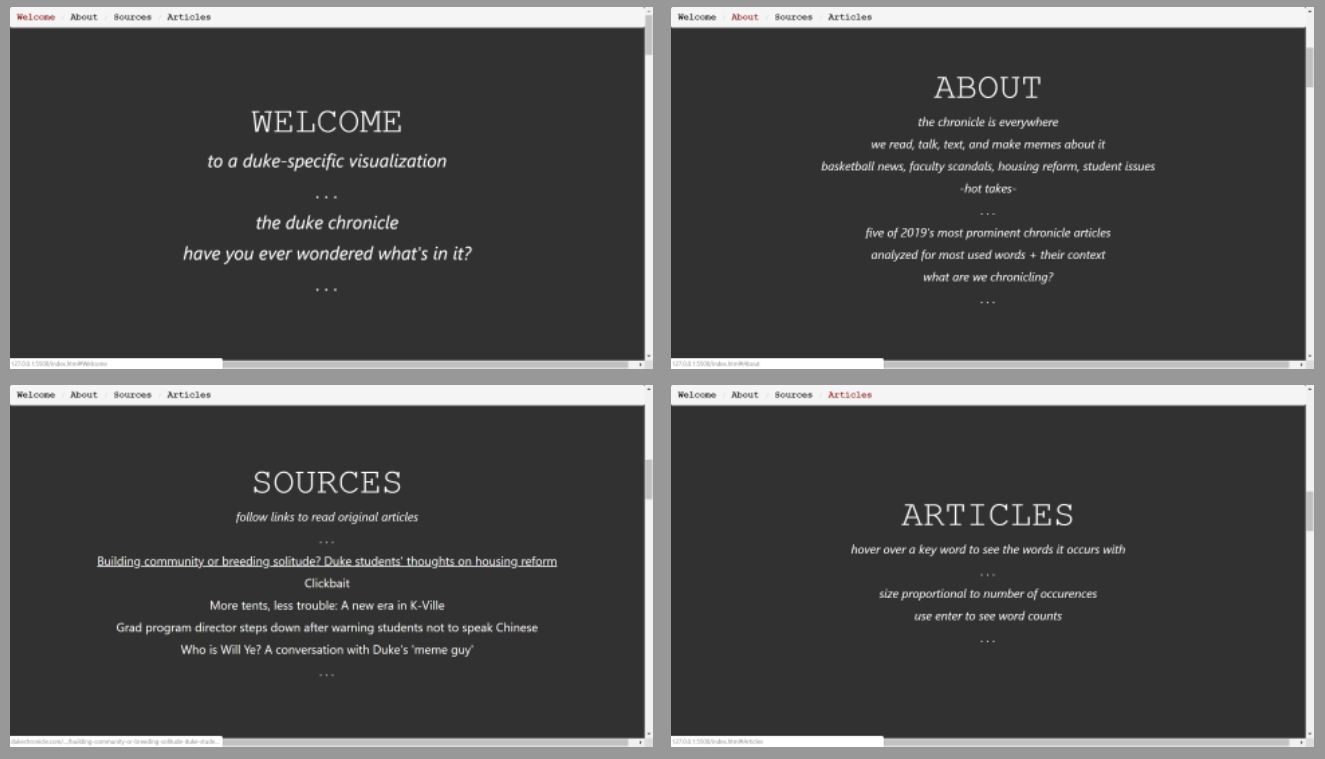 Welcome / About / Sources / Articles
WELCOME
to a duke-specific visualization
...
the duke chronicle
have you ever wondered what's in it?
...
127.0.0.1:5508/index.html#Welcome
Welcome / About / Sources / Articles
ABOUT
the chronicle is everywhere
we read, talk, text, and make memes about it
basketball news, faculty scandals, housing reform, student issues
-hot takes-
...
five of 2019's most prominent chronicle articles
analyzed for most used words + their context
what are we chronicling?
...
127.0.0.1:5508/index.html#About
Welcome / About / Sources / Articles
SOURCES
follow links to read original articles
...
Building community or breeding solitude? Duke students' thoughts on housing reform
Clickbait
More tents, less trouble: A new era in K-Ville
Grad program director steps down after warning students not to speak Chinese
Who is Will Ye? A conversation with Duke's 'meme guy'
...
dukechronicle.com/.../building-community-or-breeding-solitude-duke-stude...
Welcome / About / Sources / Articles
ARTICLES
hover over a key word to see the words it occurs with
...
size proportional to number of occurences
use enter to see word counts
...
127.0.0.1:5508/index.html#Articles